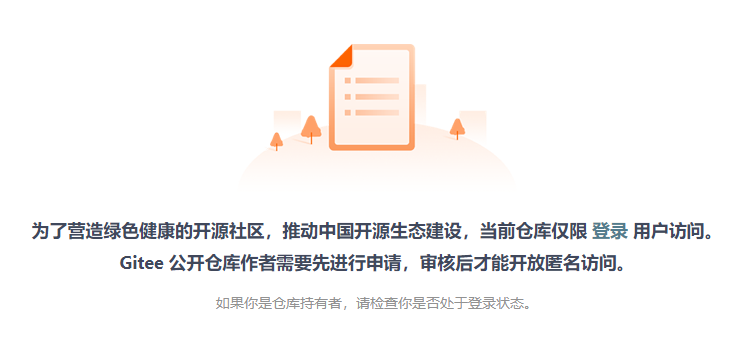 为了营造绿色健康的开源社区，推动中国开源生态建设，当前仓库仅限 登录 用户访问。
Gitee 公开仓库作者需要先进行申请，审核后才能开放匿名访问。
如果你是仓库持有者，请检查你是否处于登录状态。